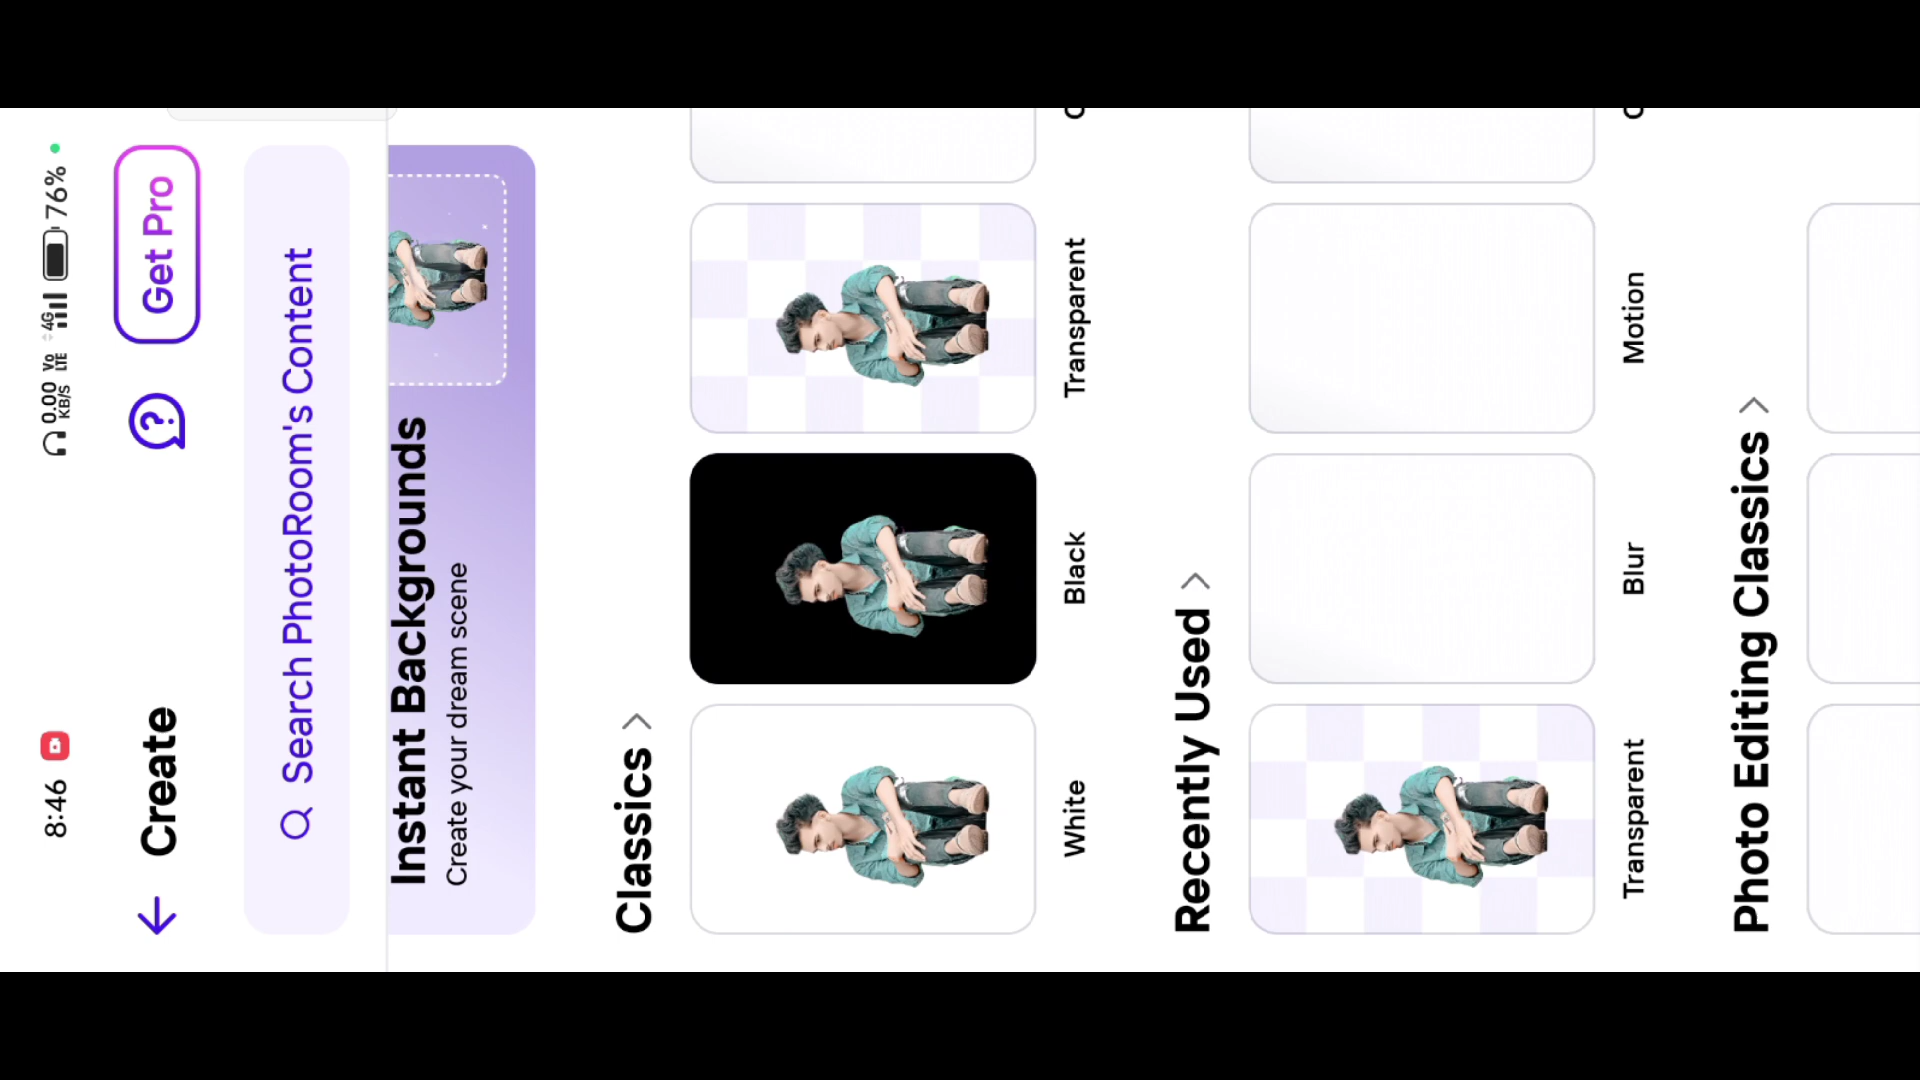 8:46
0.00 KB/S Vo LTE 4G 76%
Create
Get Pro
Search PhotoRoom's Content
Instant Backgrounds
Create your dream scene
Classics
White Black Transparent
Recently Used
Transparent Blur Motion
Photo Editing Classics